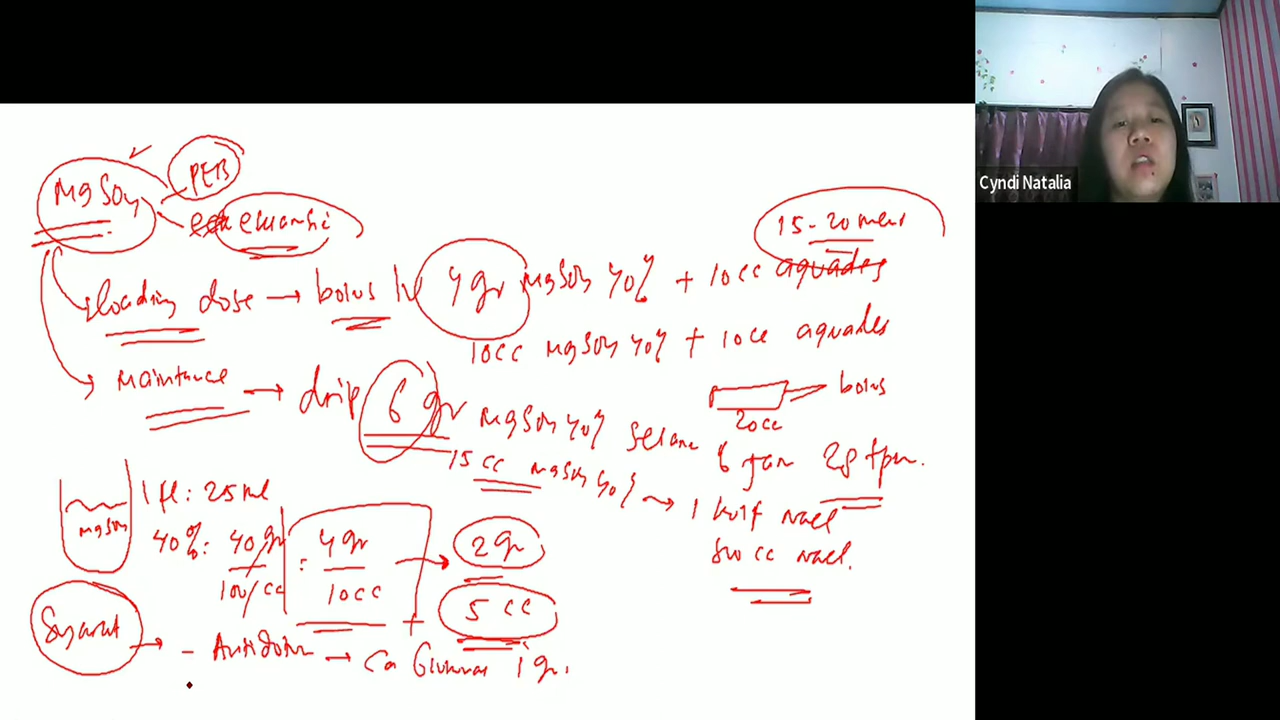 MgSO4
PEB
eklamsi
15-20 menit
loading dose → bolus IV 4 gr MgSO4 40% + 10cc aquades
10cc MgSO4 40% + 10cc aquades
maintance → drip 6 gr MgSO4 40% selama 6 jam 28 tpm.
bolus
20cc
15 cc MgSO4 40% → 1 kolf nacl
500 cc nacl.
MgSO4
1 fl : 25 ml
40% : 40 gr / 100 cc = 4 gr / 10cc → 2 gr
5 cc
Syarat → - Antidotum → Ca Glukonas 1 gr.
Cyndi Natalia